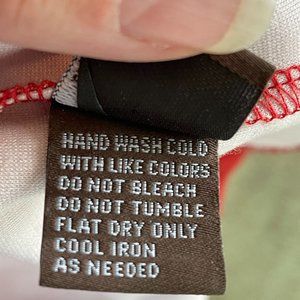 HAND WASH COLD
WITH LIKE COLORS
DO NOT BLEACH
DO NOT TUMBLE
FLAT DRY ONLY
COOL IRON
AS NEEDED